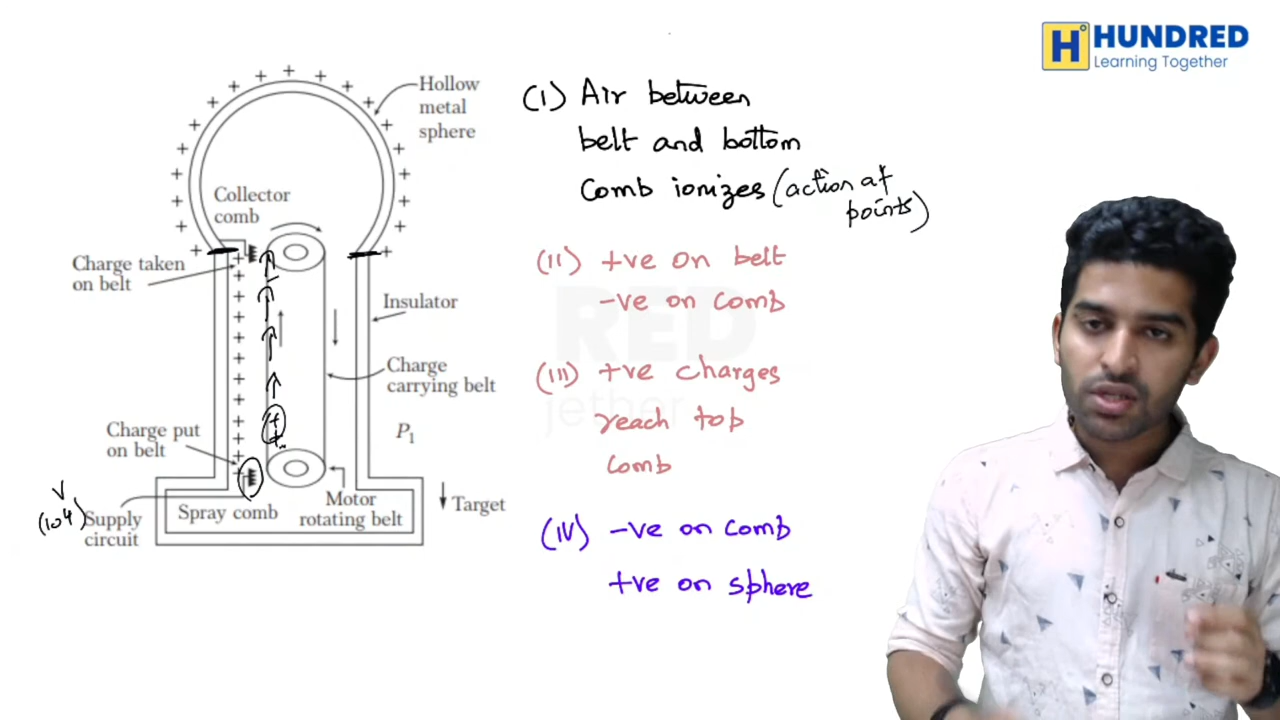 H° HUNDRED
Learning Together
Hollow
metal
sphere
Collector
comb
Charge taken
on belt
Insulator
Charge
carrying belt
Charge put
on belt
P1
V
(10⁴)
Supply
circuit
Spray comb
Motor
rotating belt
Target
(I) Air between
belt and bottom
Comb ionizes (action at
points)
(II) +ve on belt
-ve on comb
(III) +ve charges
reach top
comb
(IV) -ve on comb
+ve on sphere
RED
jether